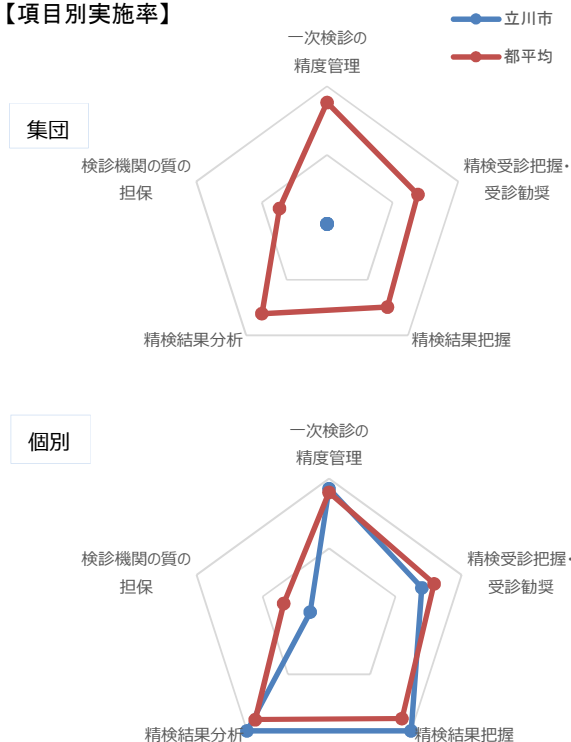 【項目別実施率】
立川市
都平均
集団
一次検診の
精度管理
精検受診把握・
受診勧奨
精検結果把握
精検結果分析
検診機関の質の
担保
個別
一次検診の
精度管理
精検受診把握・
受診勧奨
精検結果把握
精検結果分析
検診機関の質の
担保